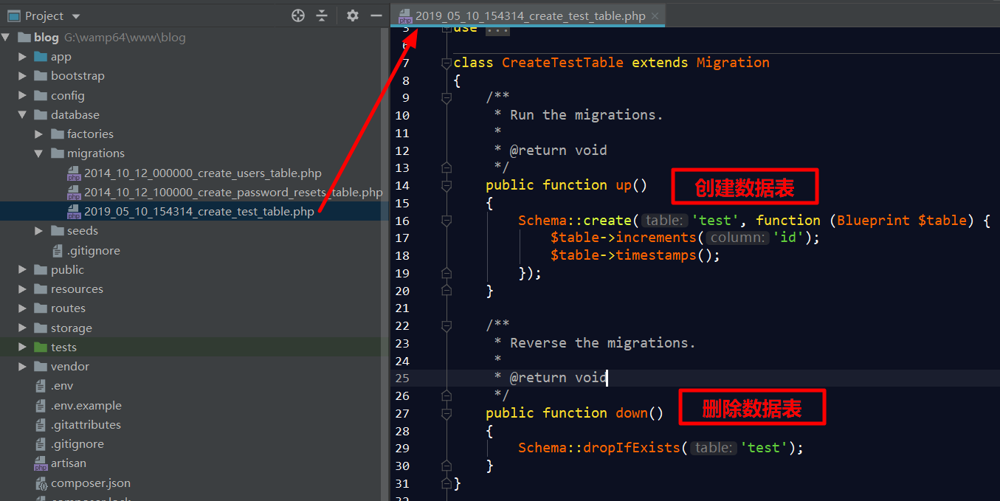 Project
blog G:\wamp64\www\blog
app
bootstrap
config
database
factories
migrations
2014_10_12_000000_create_users_table.php
2014_10_12_100000_create_password_resets_table.php
2019_05_10_154314_create_test_table.php
seeds
.gitignore
public
resources
routes
storage
tests
vendor
.env
.env.example
.gitattributes
.gitignore
artisan
composer.json
composer.lock
2019_05_10_154314_create_test_table.php
use ...
6
7 class CreateTestTable extends Migration
8 {
9 /**
10 * Run the migrations.
11 *
12 * @return void
13 */
14 public function up() 创建数据表
15 {
16 Schema::create( table: 'test', function (Blueprint $table) {
17 $table->increments( column: 'id');
18 $table->timestamps();
19 });
20 }
21
22 /**
23 * Reverse the migrations.
24 *
25 * @return void
26 */
27 public function down() 删除数据表
28 {
29 Schema::dropIfExists( table: 'test');
30 }
31 }